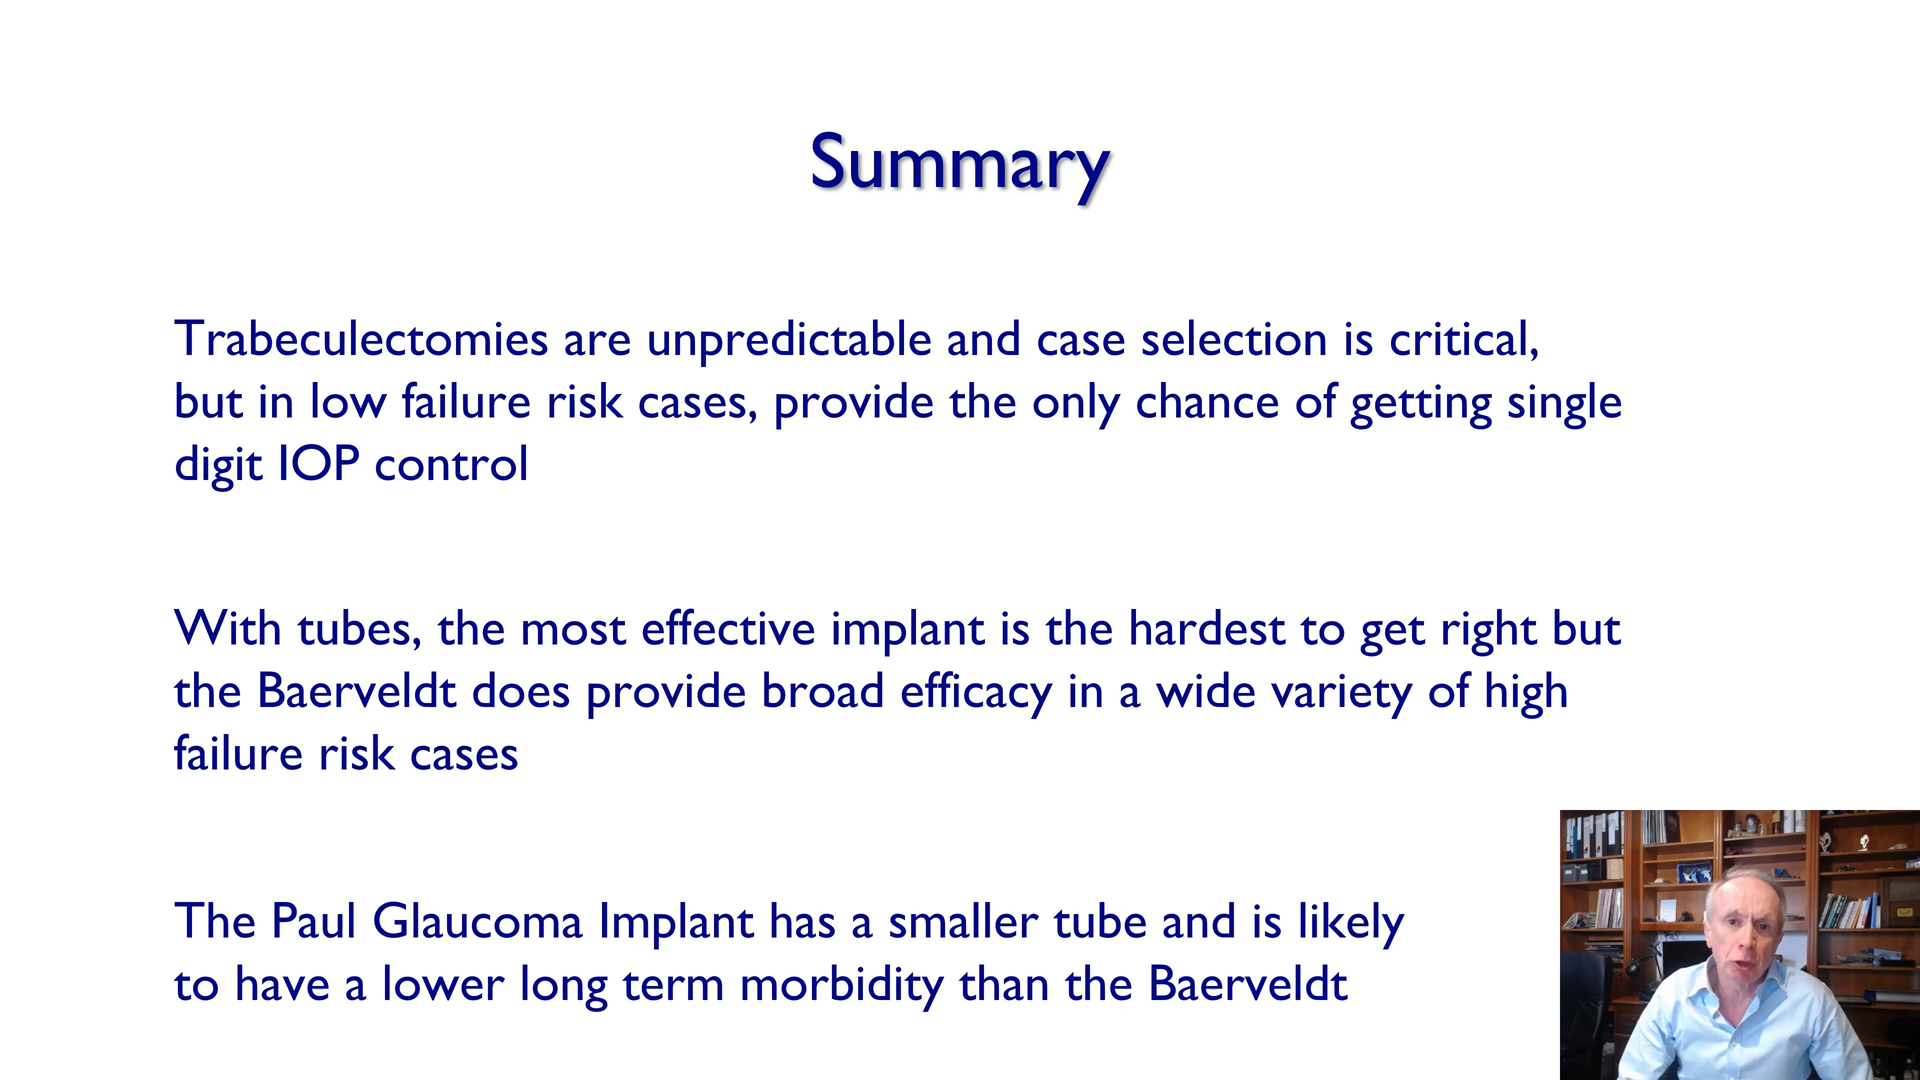 Summary
Trabeculectomies are unpredictable and case selection is critical,
but in low failure risk cases, provide the only chance of getting single
digit IOP control
With tubes, the most effective implant is the hardest to get right but
the Baerveldt does provide broad efficacy in a wide variety of high
failure risk cases
The Paul Glaucoma Implant has a smaller tube and is likely
to have a lower long term morbidity than the Baerveldt